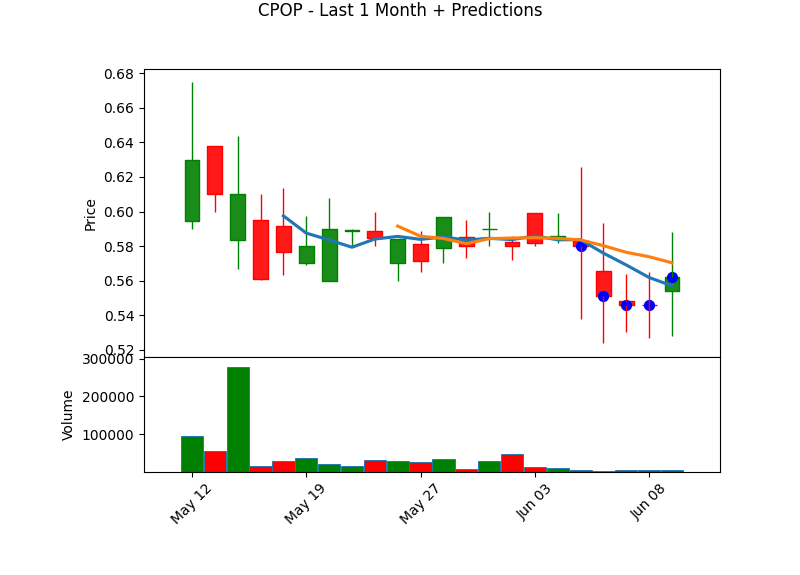 CPOP - Last 1 Month + Predictions
0.68
0.66
0.64
0.62
0.60
0.58
0.56
0.54
0.52
Price
300000
200000
100000
Volume
May 12
May 19
May 27
Jun 03
Jun 08